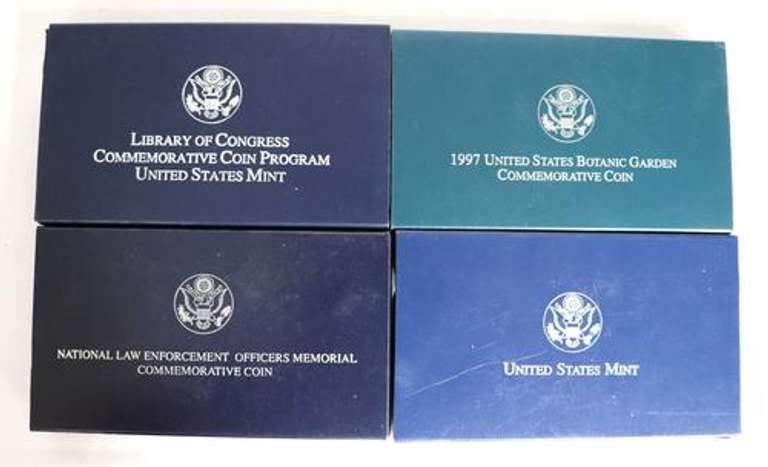 LIBRARY OF CONGRESS
COMMEMORATIVE COIN PROGRAM
UNITED STATES MINT
1997 UNITED STATES BOTANIC GARDEN
COMMEMORATIVE COIN
NATIONAL LAW ENFORCEMENT OFFICERS MEMORIAL
COMMEMORATIVE COIN
UNITED STATES MINT